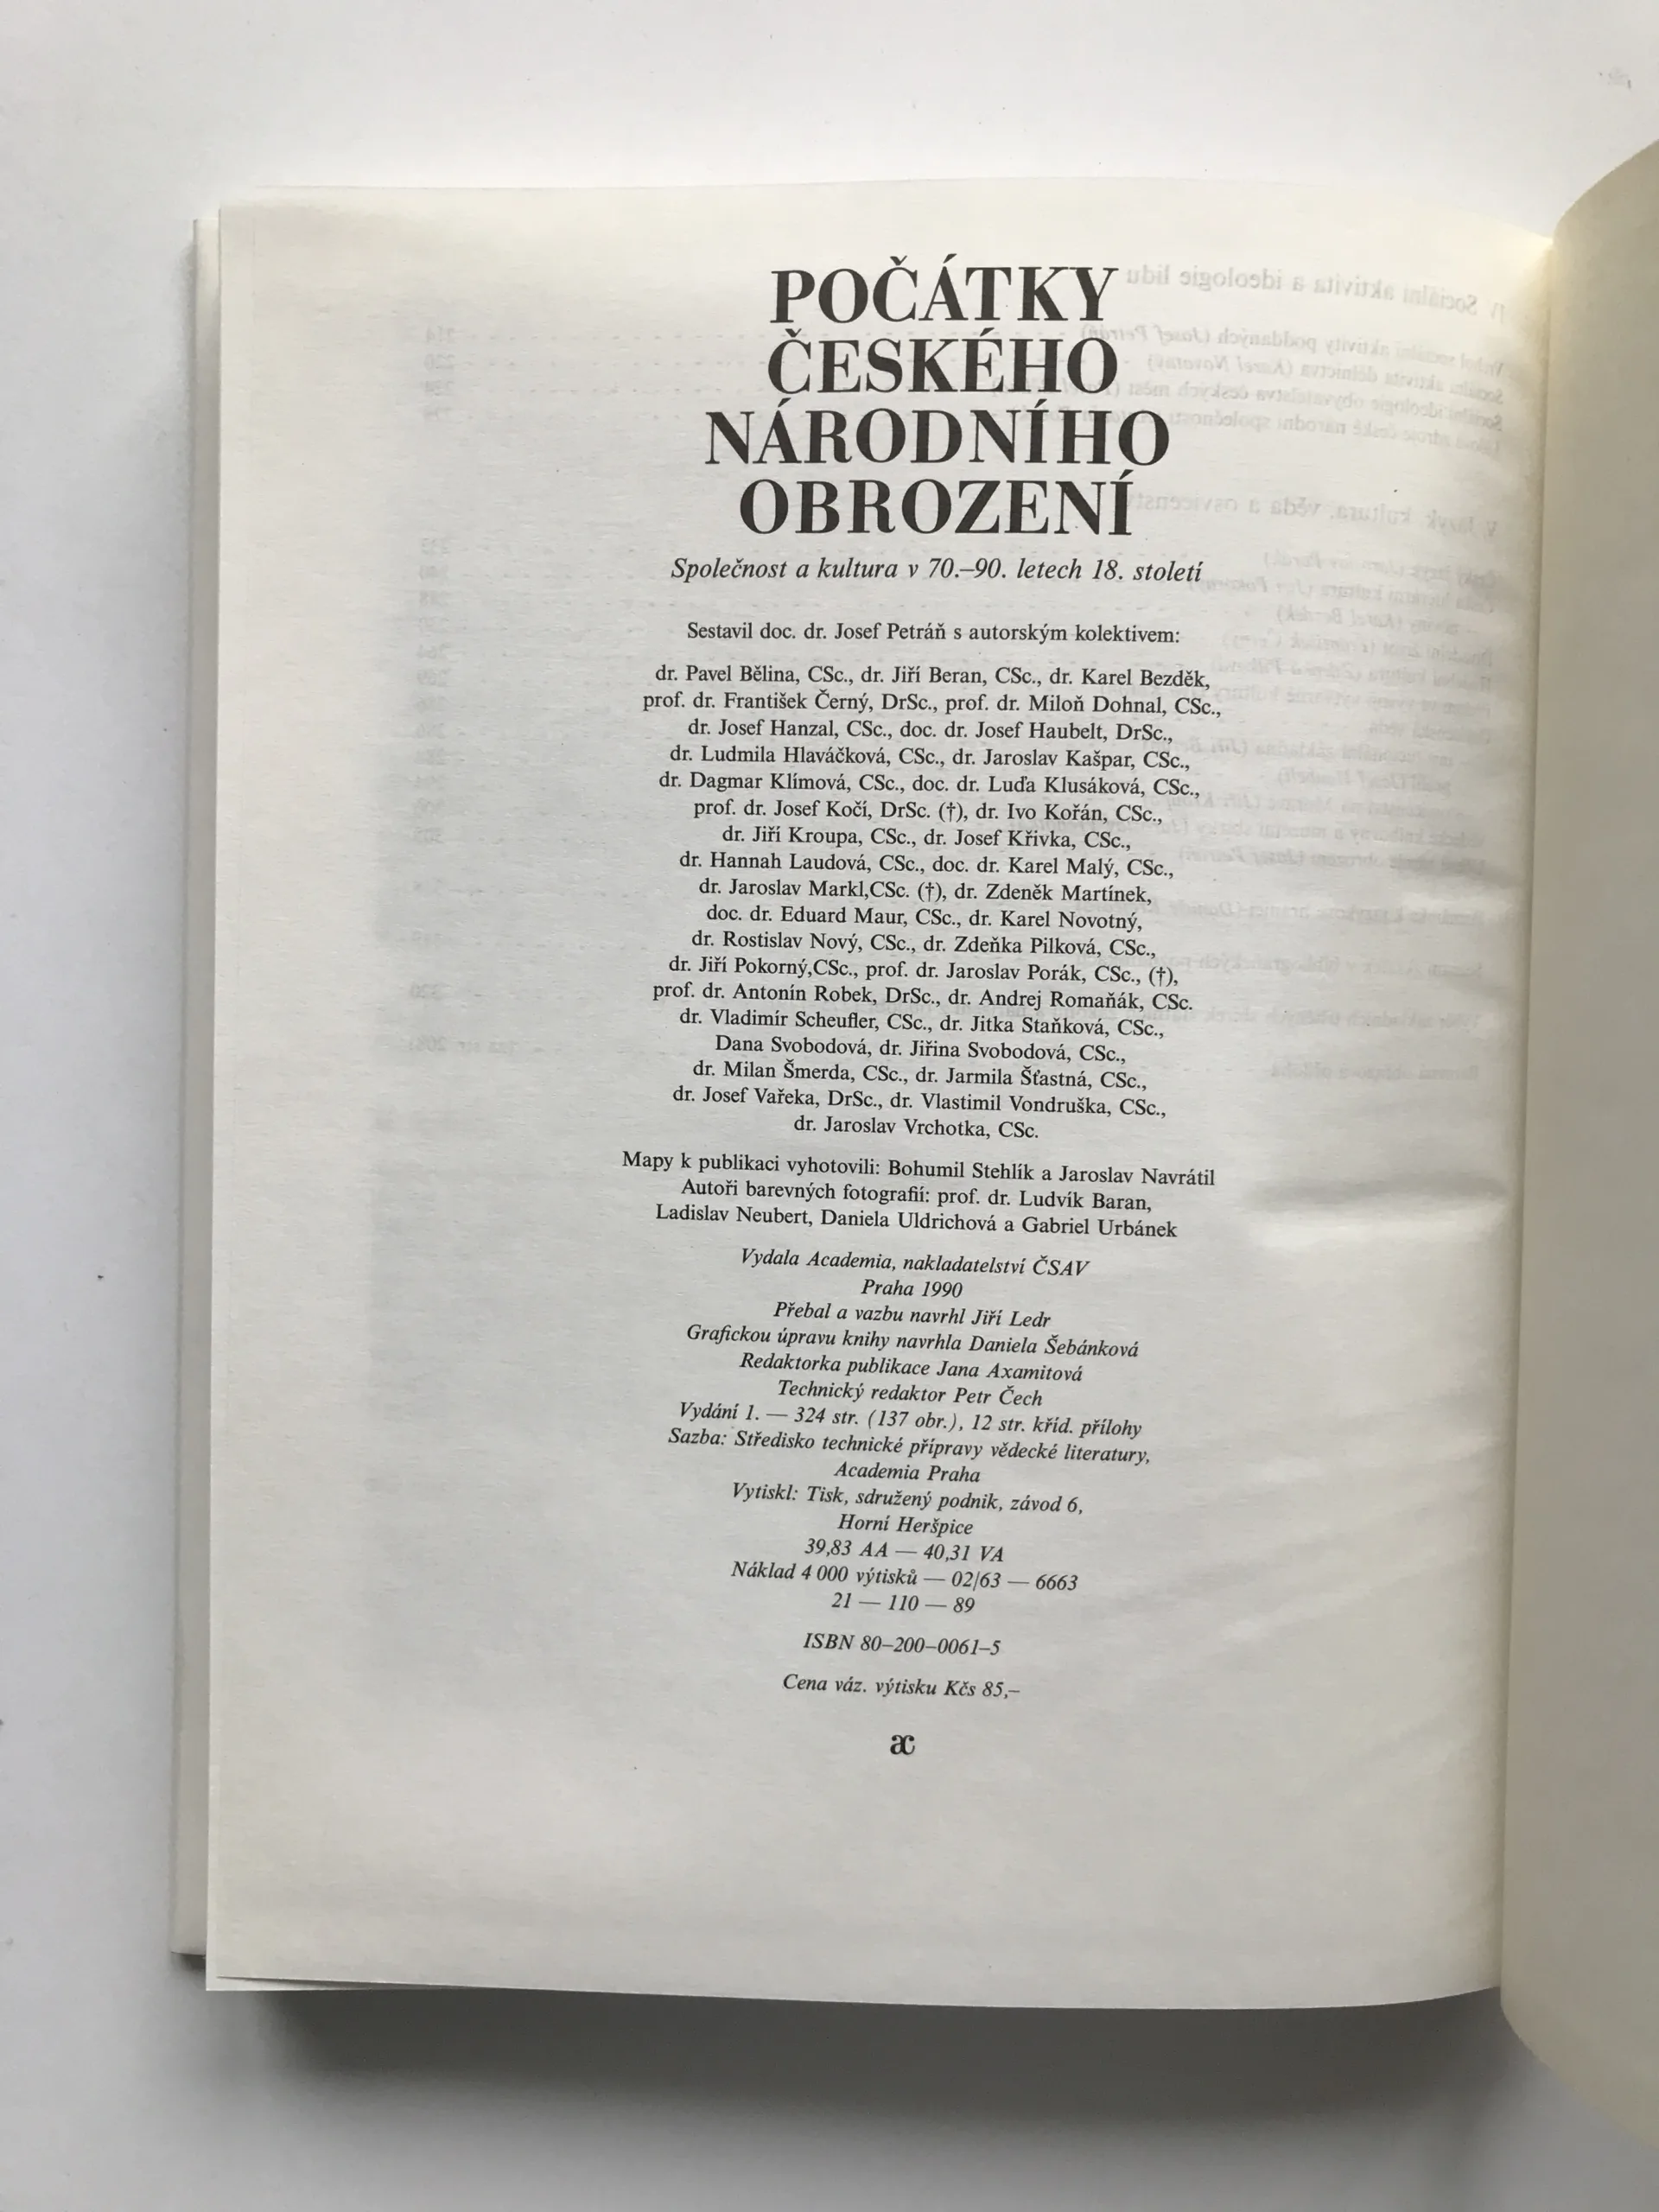 POČÁTKY
ČESKÉHO
NÁRODNÍHO
OBROZENÍ
Společnost a kultura v 70.–90. letech 18. století
Sestavil doc. dr. Josef Petráň s autorským kolektivem:
dr. Pavel Bělina, CSc., dr. Jiří Beran, CSc., dr. Karel Bezděk,
prof. dr. František Černý, DrSc., prof. dr. Miloň Dohnal, CSc.,
dr. Josef Hanzal, CSc., doc. dr. Josef Haubelt, DrSc.,
dr. Ludmila Hlaváčková, CSc., dr. Jaroslav Kašpar, CSc.,
dr. Dagmar Klímová, CSc., doc. dr. Luďa Klusáková, CSc.,
prof. dr. Josef Kočí, DrSc. (†), dr. Ivo Kořán, CSc.,
dr. Jiří Kroupa, CSc., dr. Josef Křivka, CSc.,
dr. Hannah Laudová, CSc., doc. dr. Karel Malý, CSc.,
dr. Jaroslav Markl,CSc. (†), dr. Zdeněk Martínek,
doc. dr. Eduard Maur, CSc., dr. Karel Novotný,
dr. Rostislav Nový, CSc., dr. Zdeňka Pilková, CSc.,
dr. Jiří Pokorný,CSc., prof. dr. Jaroslav Porák, CSc., (†),
prof. dr. Antonín Robek, DrSc., dr. Andrej Romaňák, CSc.
dr. Vladimír Scheufler, CSc., dr. Jitka Staňková, CSc.,
Dana Svobodová, dr. Jiřina Svobodová, CSc.,
dr. Milan Šmerda, CSc., dr. Jarmila Šťastná, CSc.,
dr. Josef Vařeka, DrSc., dr. Vlastimil Vondruška, CSc.,
dr. Jaroslav Vrchotka, CSc.
Mapy k publikaci vyhotovili: Bohumil Stehlík a Jaroslav Navrátil
Autoři barevných fotografií: prof. dr. Ludvík Baran,
Ladislav Neubert, Daniela Uldrichová a Gabriel Urbánek
Vydala Academia, nakladatelství ČSAV
Praha 1990
Přebal a vazbu navrhl Jiří Ledr
Grafickou úpravu knihy navrhla Daniela Šebánková
Redaktorka publikace Jana Axamitová
Technický redaktor Petr Čech
Vydání 1. — 324 str. (137 obr.), 12 str. kříd. přílohy
Sazba: Středisko technické přípravy vědecké literatury,
Academia Praha
Vytiskl: Tisk, sdružený podnik, závod 6,
Horní Heršpice
39,83 AA — 40,31 VA
Náklad 4 000 výtisků — 02/63 — 6663
21 — 110 — 89
ISBN 80–200–0061–5
Cena váz. výtisku Kčs 85,–